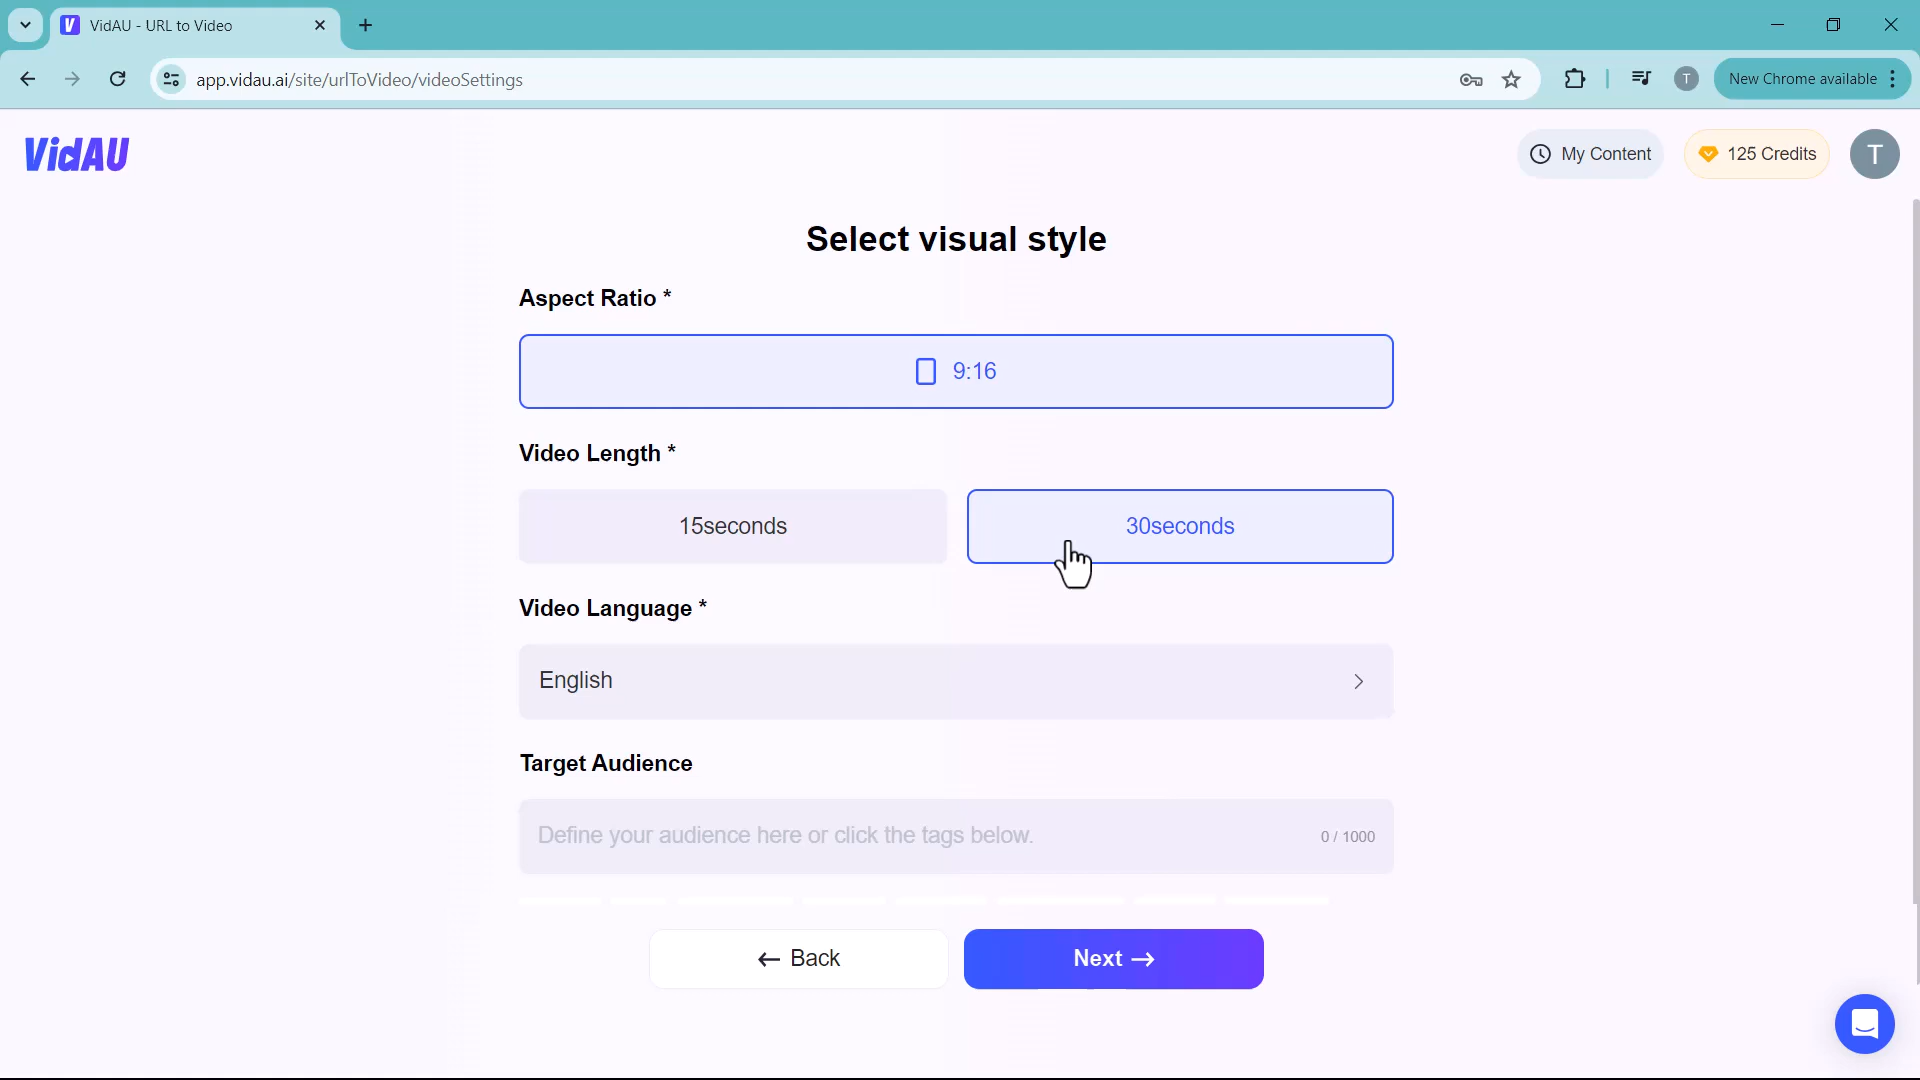 VidAU - URL to Video
app.vidau.ai/site/urlToVideo/videoSettings
T
New Chrome available
VidAU
My Content
125 Credits
T
Select visual style
Aspect Ratio *
9:16
Video Length *
15seconds
30seconds
Video Language *
English
Target Audience
Define your audience here or click the tags below.
0 / 1000
← Back
Next →